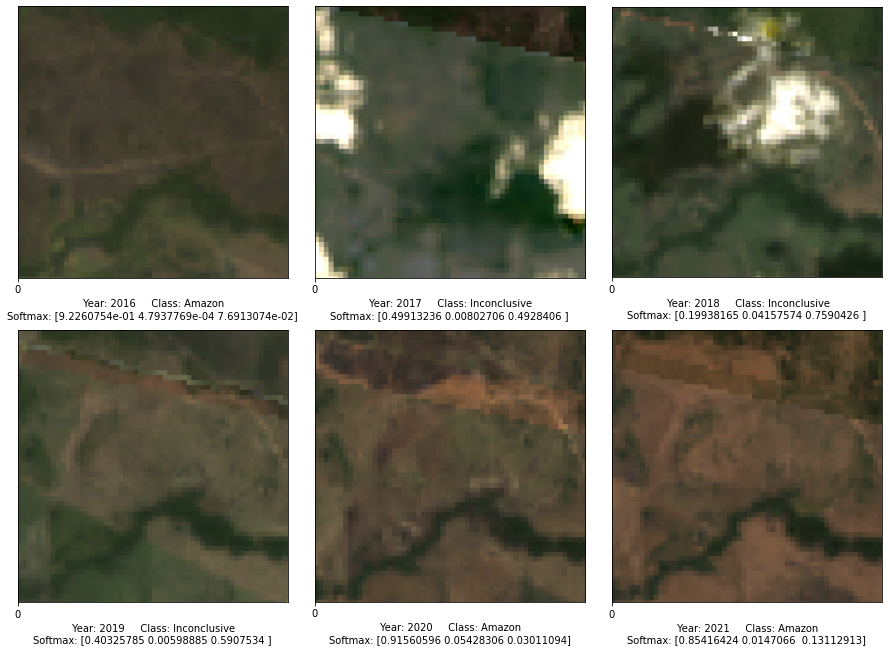 0 0 0
Year: 2016 Class: Amazon Year: 2017 Class: Inconclusive Year: 2018 Class: Inconclusive
Softmax: [9.2260754e-01 4.7937769e-04 7.6913074e-02] Softmax: [0.49913236 0.00802706 0.4928406 ] Softmax: [0.19938165 0.04157574 0.7590426 ]
0 0 0
Year: 2019 Class: Inconclusive Year: 2020 Class: Amazon Year: 2021 Class: Amazon
Softmax: [0.40325785 0.00598885 0.5907534 ] Softmax: [0.91560596 0.05428306 0.03011094] Softmax: [0.85416424 0.0147066 0.13112913]